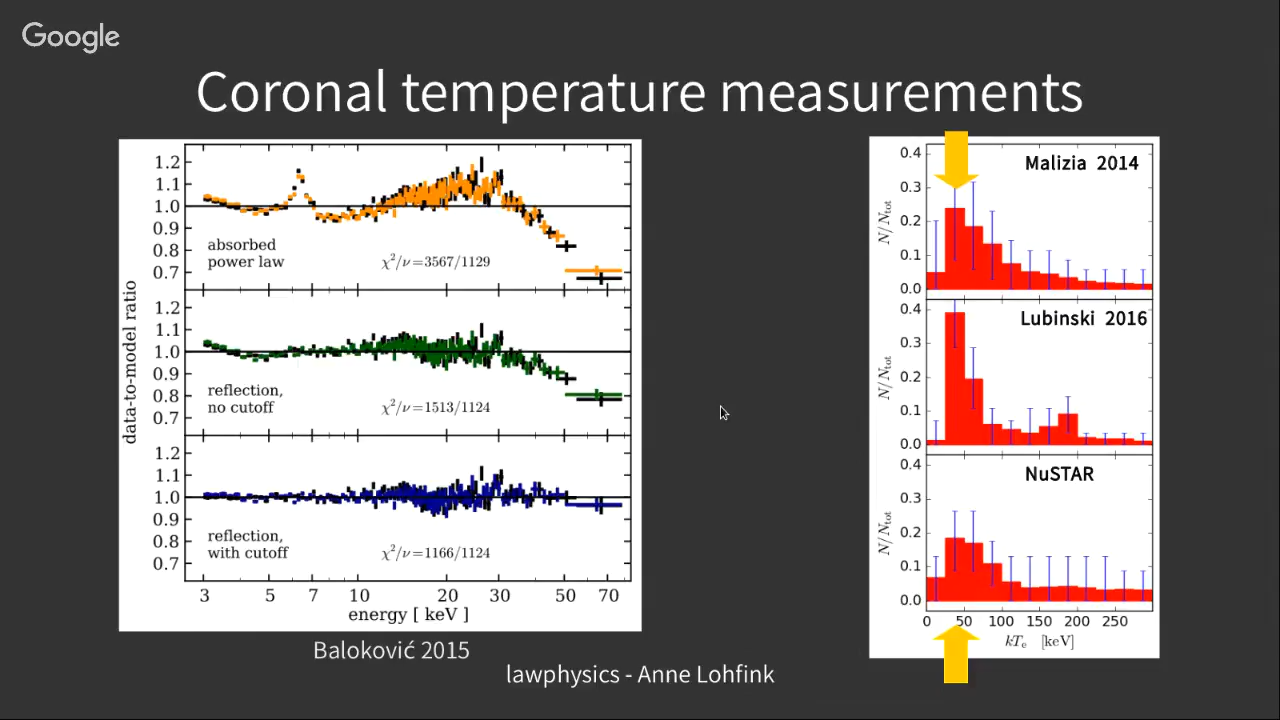 Google
Coronal temperature measurements
data-to-model ratio
1.2
1.1
1.0
0.9
0.8
0.7
absorbed
power law
χ²/ν=3567/1129
1.2
1.1
1.0
0.9
0.8
0.7
reflection,
no cutoff
χ²/ν=1513/1124
1.2
1.1
1.0
0.9
0.8
0.7
reflection,
with cutoff
χ²/ν=1166/1124
3 5 7 10 20 30 50 70
energy [ keV ]
Baloković 2015
Malizia 2014
N/Ntot
0.4
0.3
0.2
0.1
0.0
Lubinski 2016
N/Ntot
0.4
0.3
0.2
0.1
0.0
NuSTAR
N/Ntot
0.4
0.3
0.2
0.1
0.0
0 50 100 150 200 250
kTe [keV]
lawphysics - Anne Lohfink